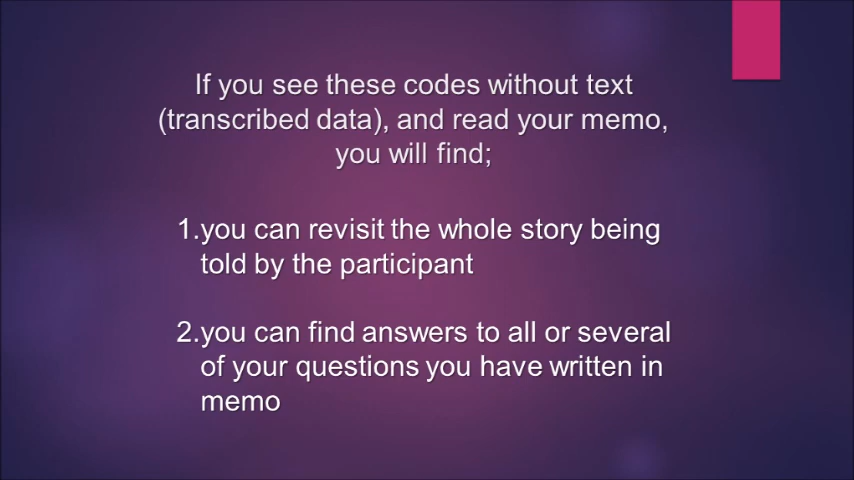 If you see these codes without text
(transcribed data), and read your memo,
you will find;
1.you can revisit the whole story being
told by the participant
2.you can find answers to all or several
of your questions you have written in
memo